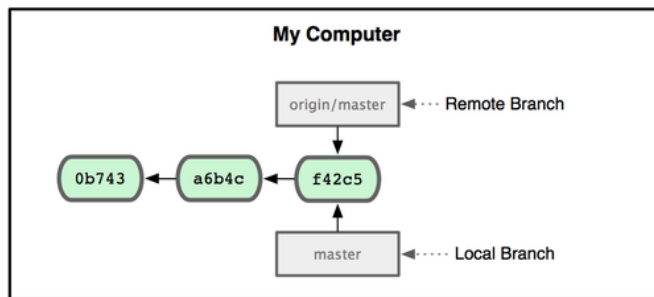 My Computer
origin/master
Remote Branch
0b743
a6b4c
f42c5
master
Local Branch